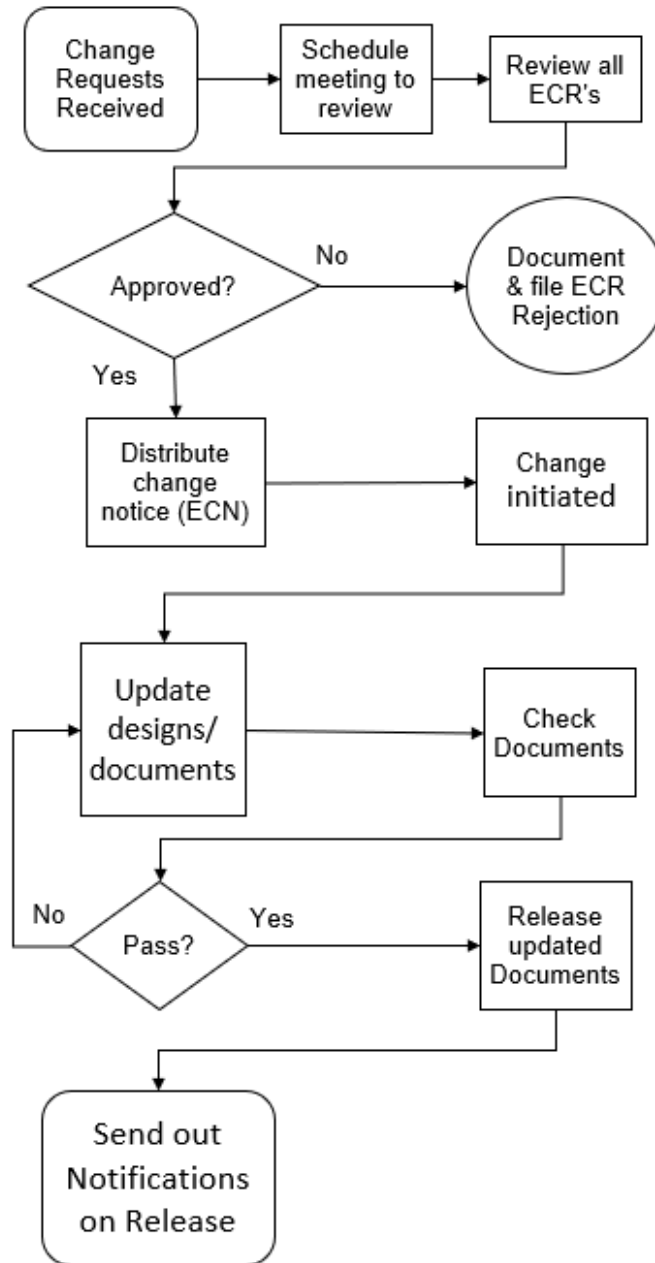 Change
Requests
Received
Schedule
meeting to
review
Review all
ECR's
Approved?
No
Document
& file ECR
Rejection
Yes
Distribute
change
notice (ECN)
Change
initiated
Update
designs/
documents
Check
Documents
No
Pass?
Yes
Release
updated
Documents
Send out
Notifications
on Release